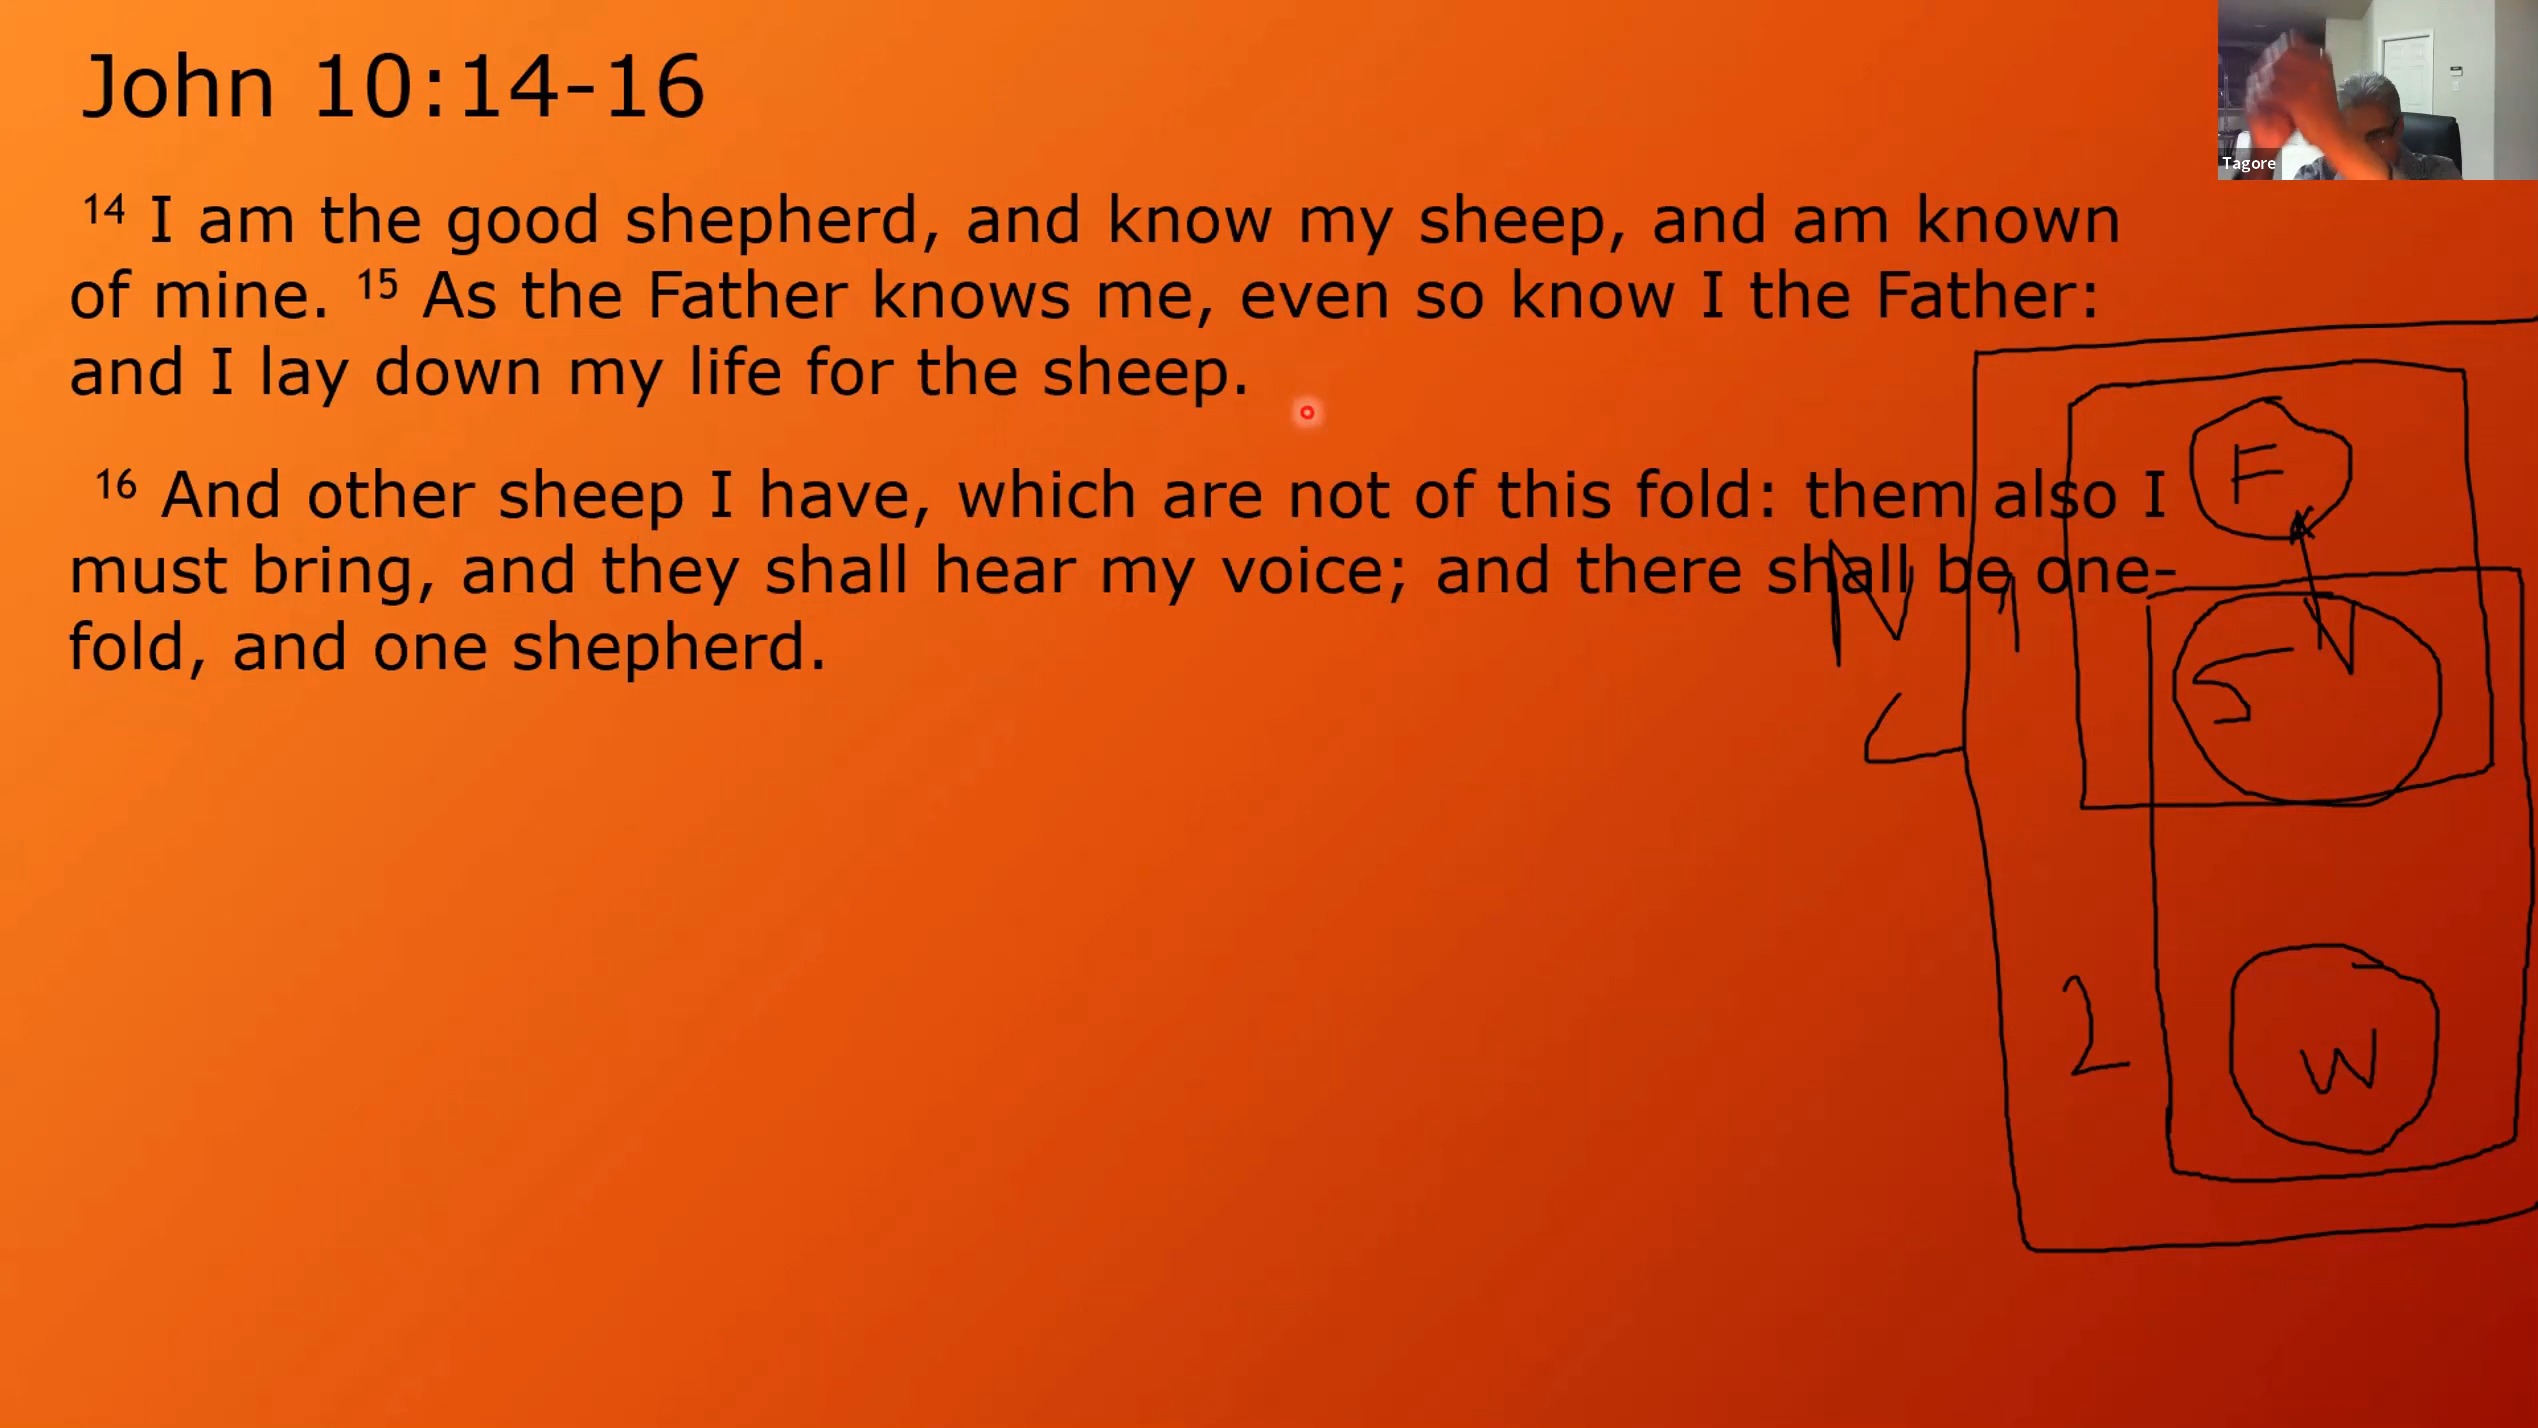 John 10:14-16
Tagore
14 I am the good shepherd, and know my sheep, and am known
of mine. 15 As the Father knows me, even so know I the Father:
and I lay down my life for the sheep.
16 And other sheep I have, which are not of this fold: them also I
must bring, and they shall hear my voice; and there shall be one-
fold, and one shepherd.
F
N 1
N
2
W